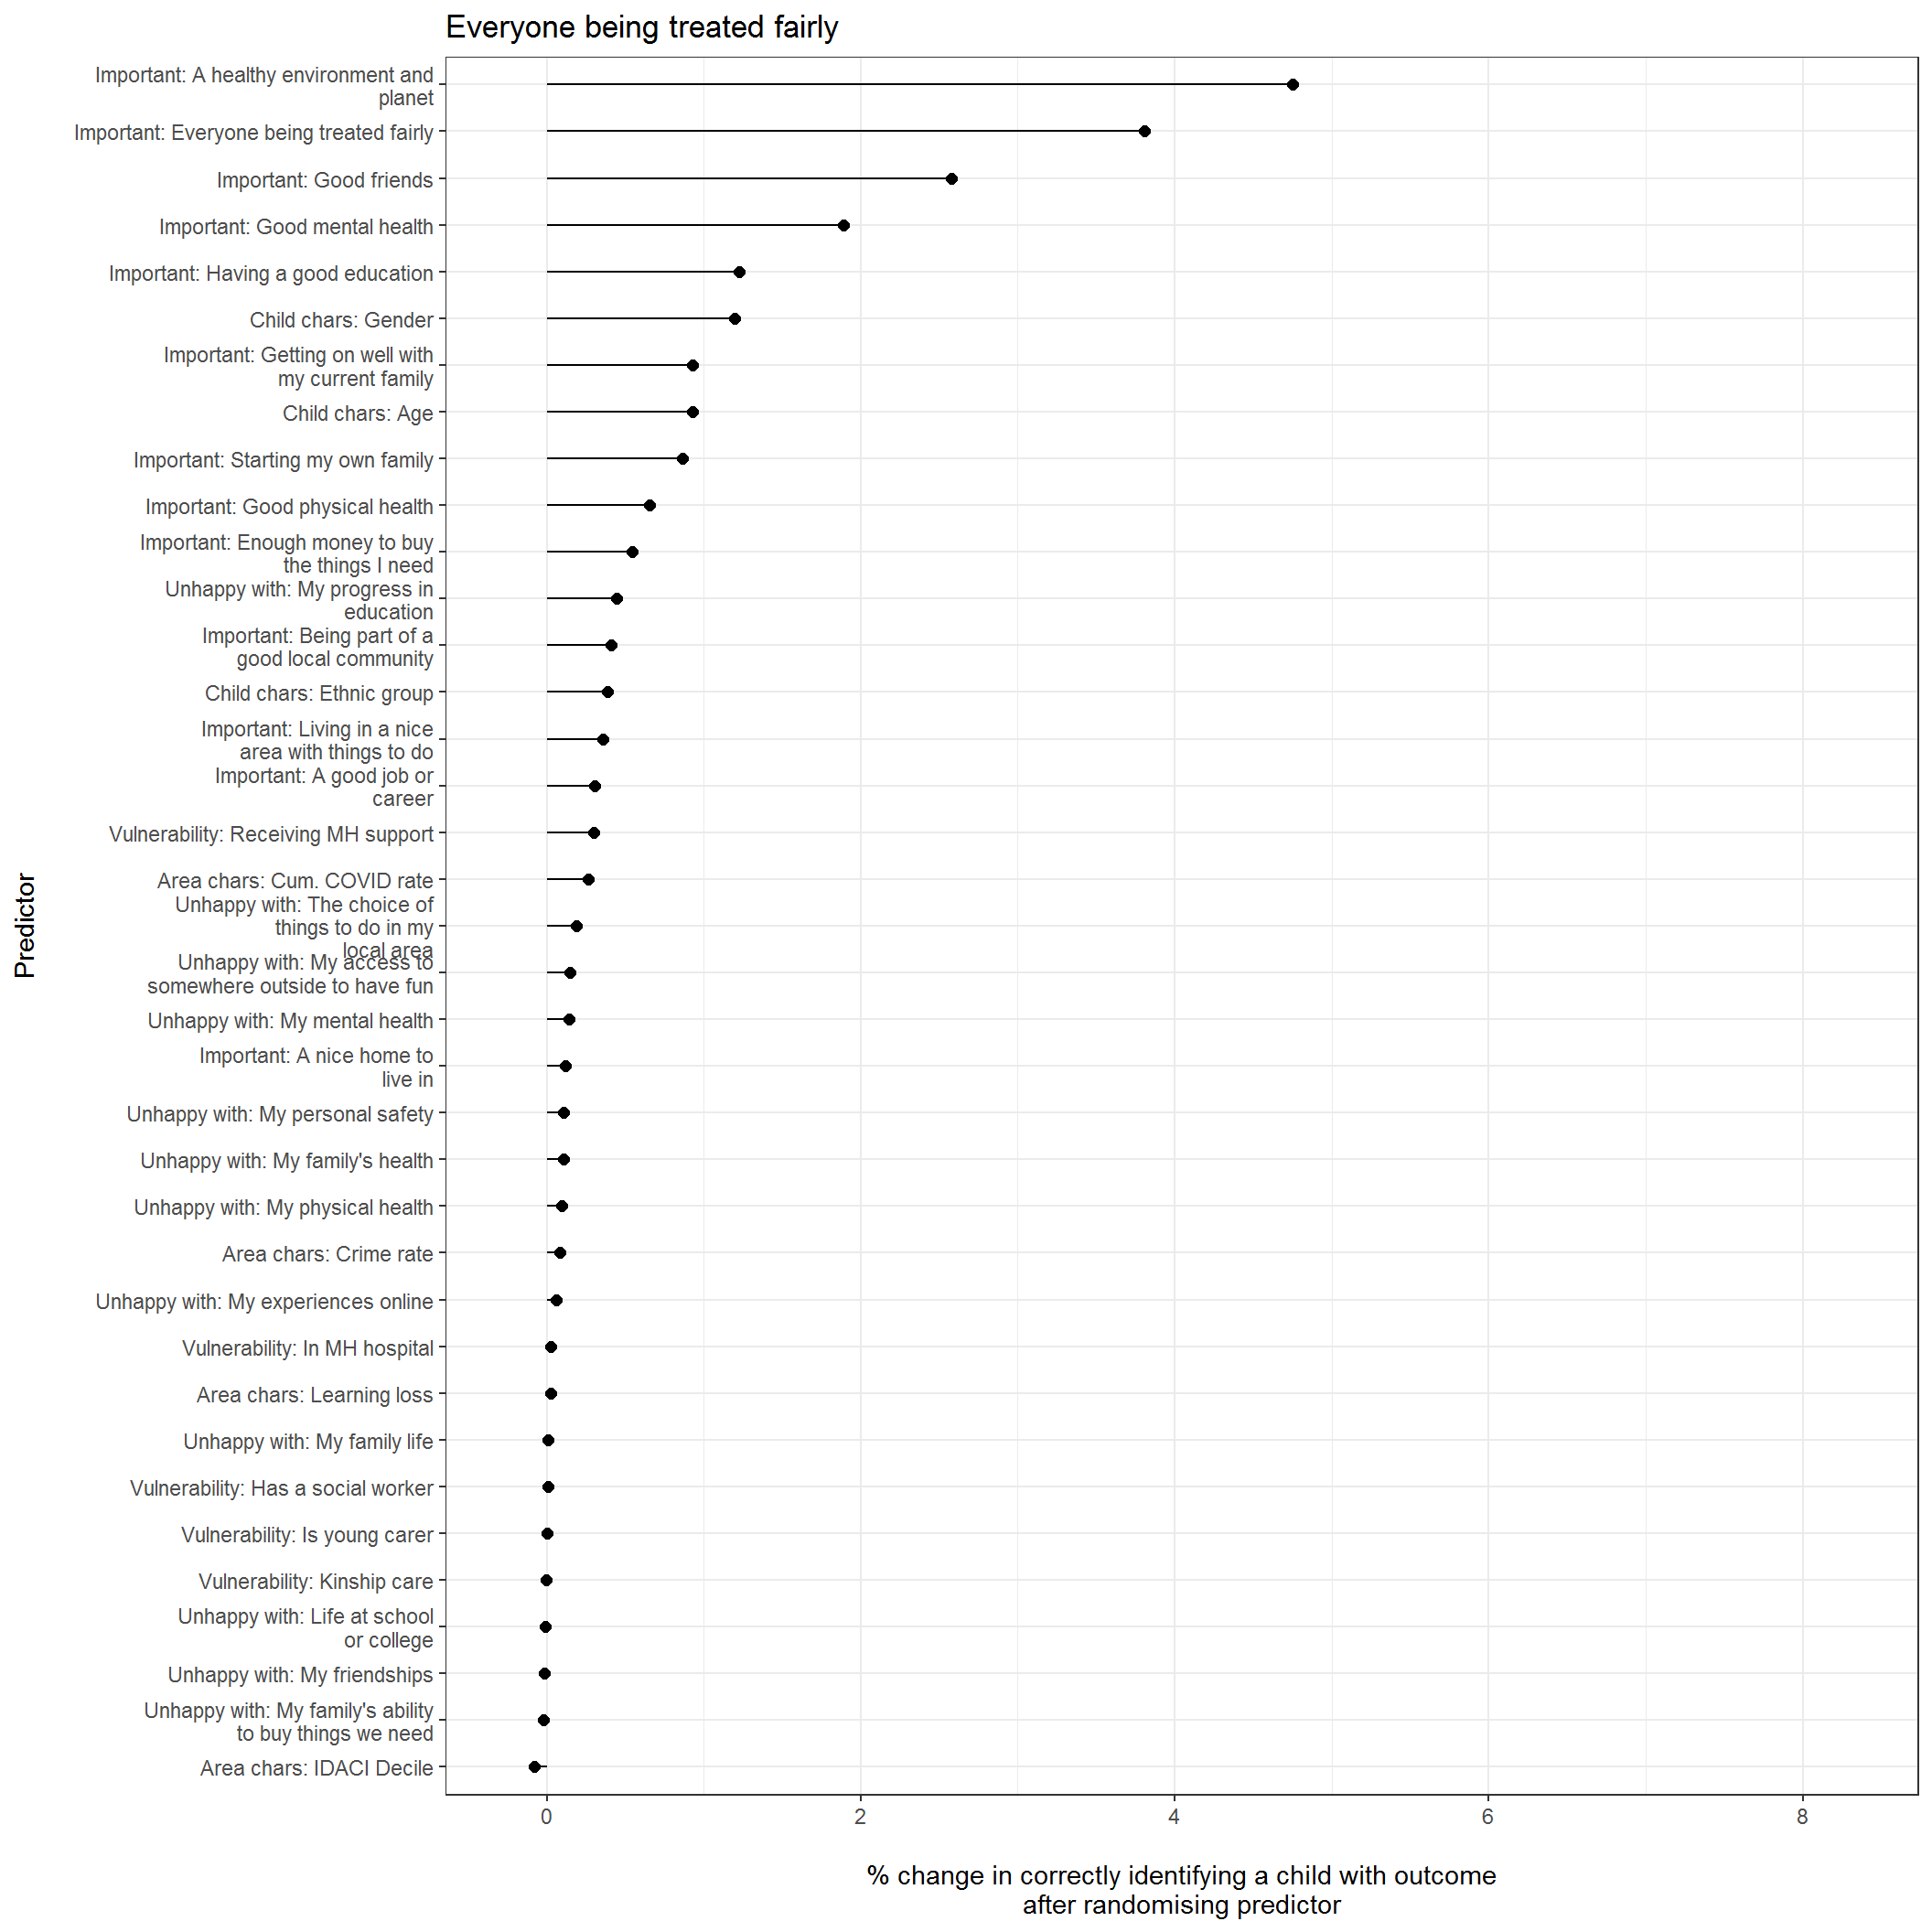 Everyone being treated fairly
Important: A healthy environment and
planet
Important: Everyone being treated fairly
Important: Good friends
Important: Good mental health
Important: Having a good education
Child chars: Gender
Important: Getting on well with
my current family
Child chars: Age
Important: Starting my own family
Important: Good physical health
Important: Enough money to buy
the things I need
Unhappy with: My progress in
education
Important: Being part of a
good local community
Child chars: Ethnic group
Important: Living in a nice
area with things to do
Important: A good job or
career
Vulnerability: Receiving MH support
Area chars: Cum. COVID rate
Unhappy with: The choice of
things to do in my
local area
Unhappy with: My access to
somewhere outside to have fun
Unhappy with: My mental health
Important: A nice home to
live in
Unhappy with: My personal safety
Unhappy with: My family's health
Unhappy with: My physical health
Area chars: Crime rate
Unhappy with: My experiences online
Vulnerability: In MH hospital
Area chars: Learning loss
Unhappy with: My family life
Vulnerability: Has a social worker
Vulnerability: Is young carer
Vulnerability: Kinship care
Unhappy with: Life at school
or college
Unhappy with: My friendships
Unhappy with: My family's ability
to buy things we need
Area chars: IDACI Decile
Predictor
0 2 4 6 8
% change in correctly identifying a child with outcome
after randomising predictor